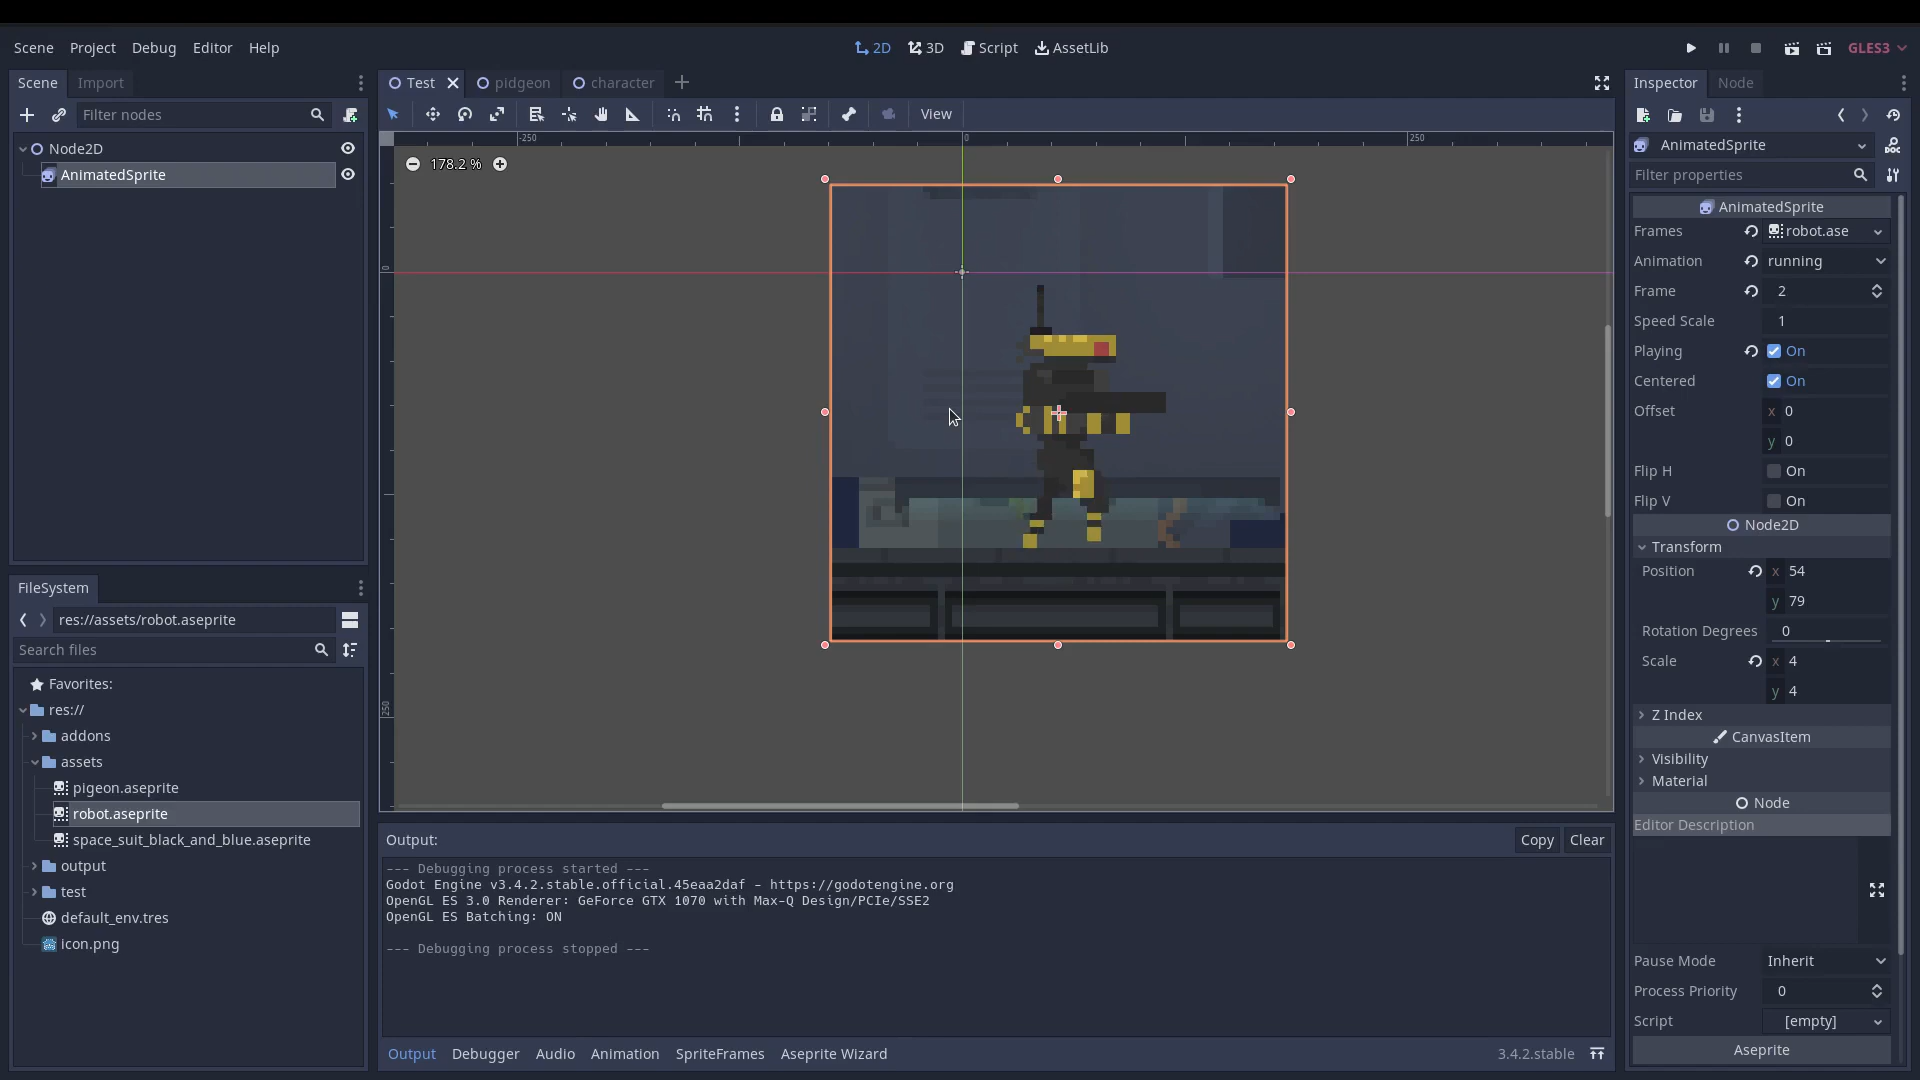 Scene Project Debug Editor Help
2D 3D Script AssetLib
GLES3
Scene Import
Filter nodes
Node2D
AnimatedSprite
FileSystem
res://assets/robot.aseprite
Search files
Favorites:
res://
addons
assets
pigeon.aseprite
robot.aseprite
space_suit_black_and_blue.aseprite
output
test
default_env.tres
icon.png
Test pidgeon character
View
-250 0 250
178.2 %
0
250
Output:
Copy Clear
--- Debugging process started ---
Godot Engine v3.4.2.stable.official.45eaa2daf - https://godotengine.org
OpenGL ES 3.0 Renderer: GeForce GTX 1070 with Max-Q Design/PCIe/SSE2
OpenGL ES Batching: ON
--- Debugging process stopped ---
Output Debugger Audio Animation SpriteFrames Aseprite Wizard
3.4.2.stable
Inspector Node
AnimatedSprite
Filter properties
AnimatedSprite
Frames robot.ase
Animation running
Frame 2
Speed Scale 1
Playing On
Centered On
Offset x 0
y 0
Flip H On
Flip V On
Node2D
Transform
Position x 54
y 79
Rotation Degrees 0
Scale x 4
y 4
Z Index
CanvasItem
Visibility
Material
Node
Editor Description
Pause Mode Inherit
Process Priority 0
Script [empty]
Aseprite